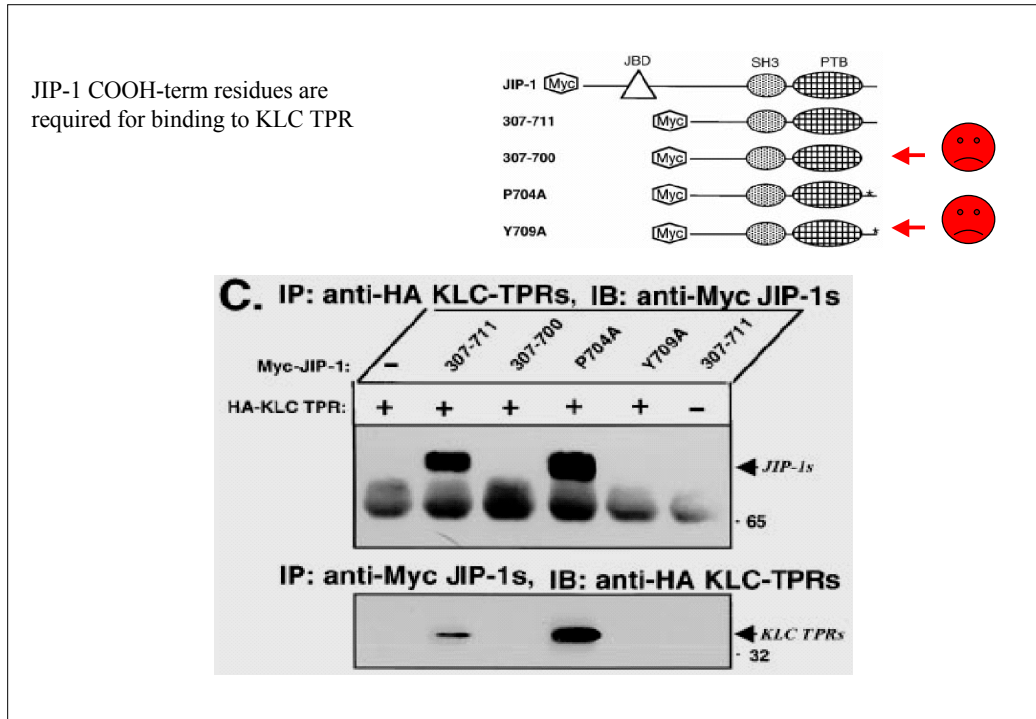 JIP-1 COOH-term residues are
required for binding to KLC TPR
JBD SH3 PTB
JIP-1 Myc
307-711 Myc
307-700 Myc
P704A Myc *
Y709A Myc *
C. IP: anti-HA KLC-TPRs, IB: anti-Myc JIP-1s
Myc-JIP-1: – 307-711 307-700 P704A Y709A 307-711
HA-KLC TPR: + + + + + –
JIP-1s
- 65
IP: anti-Myc JIP-1s, IB: anti-HA KLC-TPRs
KLC TPRs
- 32